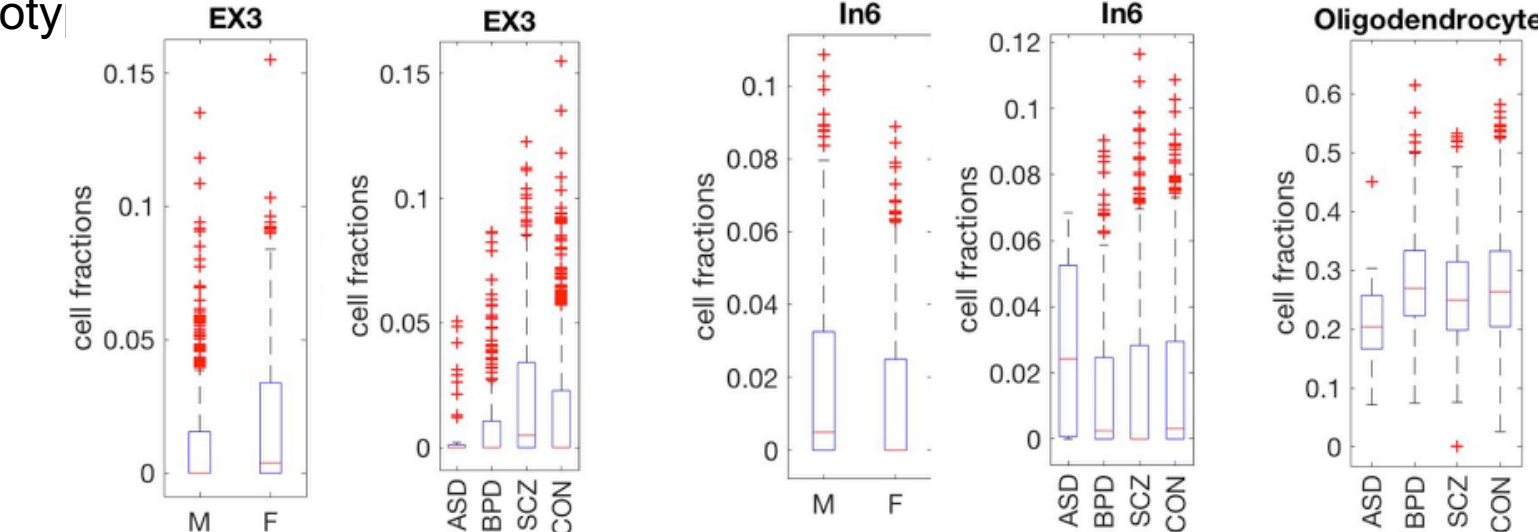 oty
EX3
0.15
0.1
0.05
0
cell fractions
M
F
EX3
0.15
0.1
0.05
0
cell fractions
ASD
BPD
SCZ
CON
In6
0.1
0.08
0.06
0.04
0.02
0
cell fractions
M
F
In6
0.12
0.1
0.08
0.06
0.04
0.02
0
cell fractions
ASD
BPD
SCZ
CON
Oligodendrocyte
0.6
0.5
0.4
0.3
0.2
0.1
0
cell fractions
ASD
BPD
SCZ
CON